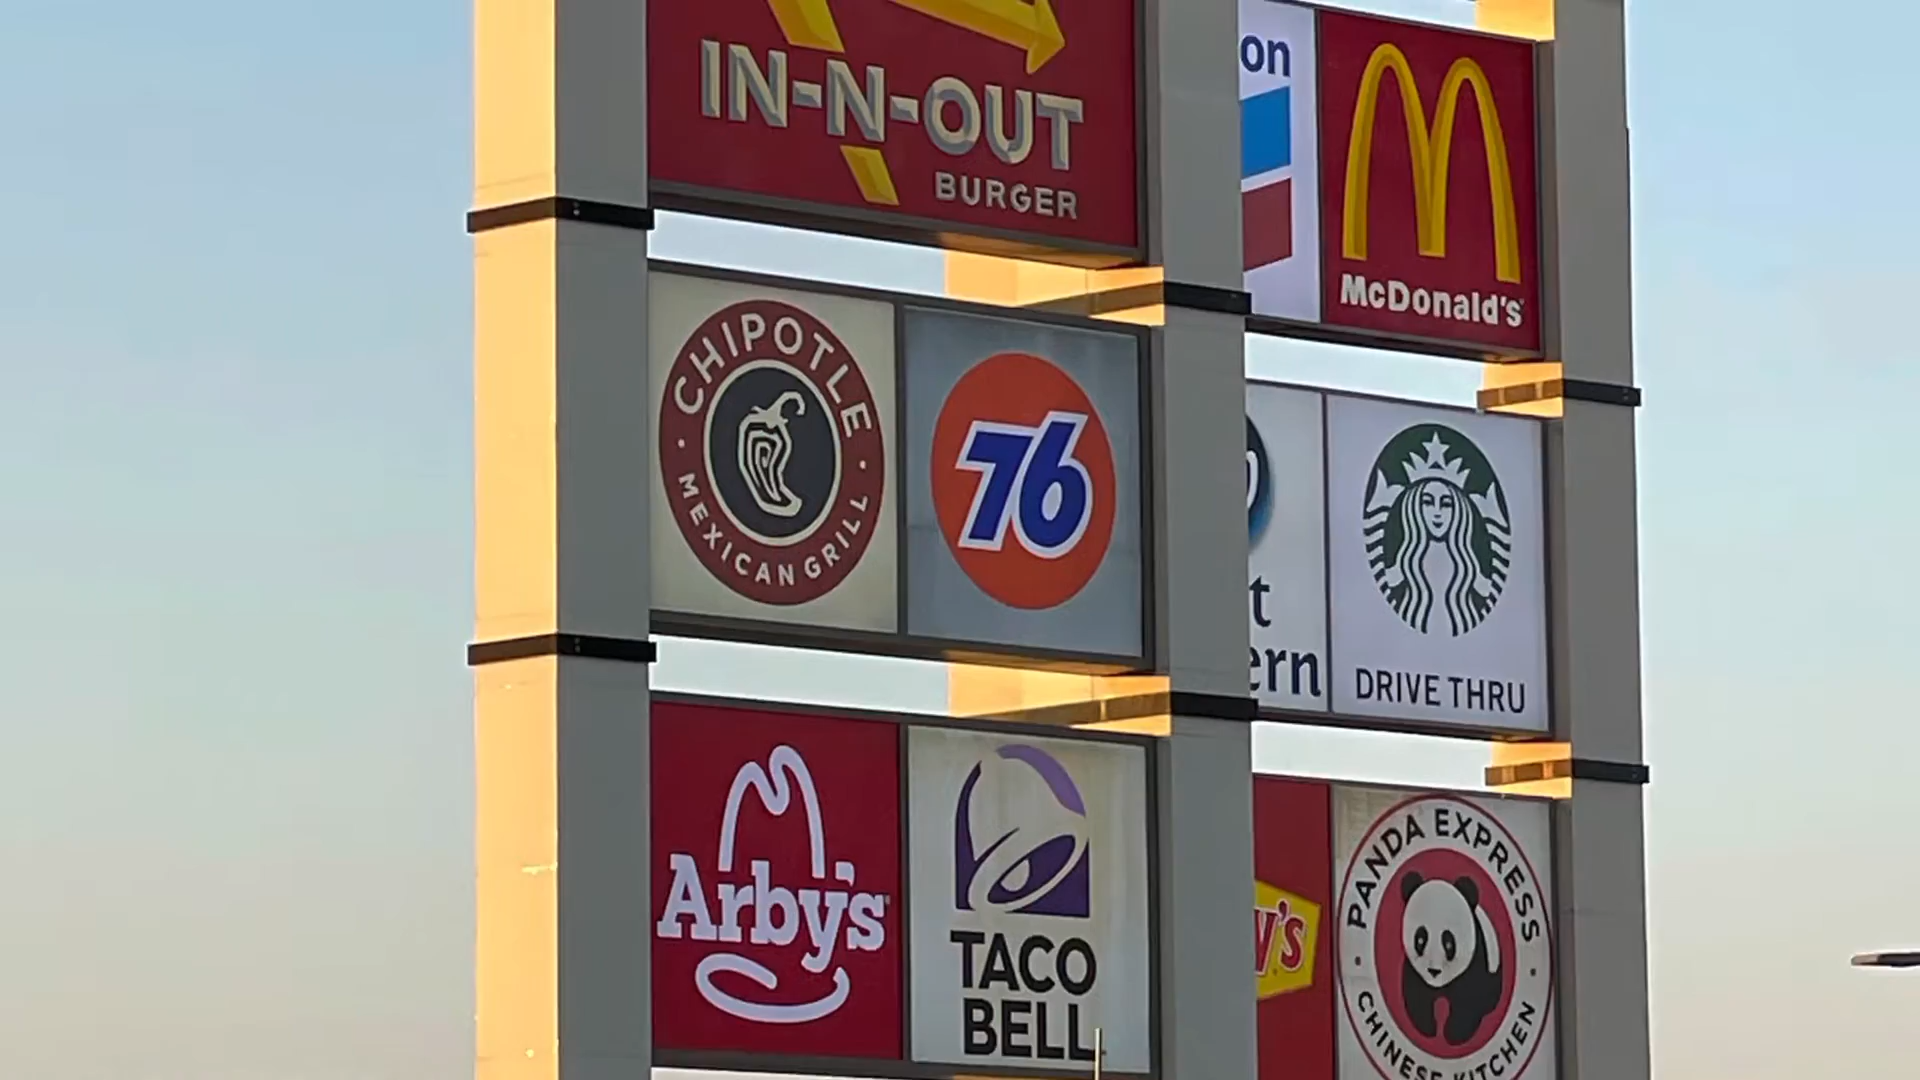 IN-N-OUT
BURGER
on
McDonald's
CHIPOTLE
MEXICAN GRILL
76
t
ern
DRIVE THRU
Arby's
TACO
BELL
y's
PANDA EXPRESS
CHINESE KITCHEN